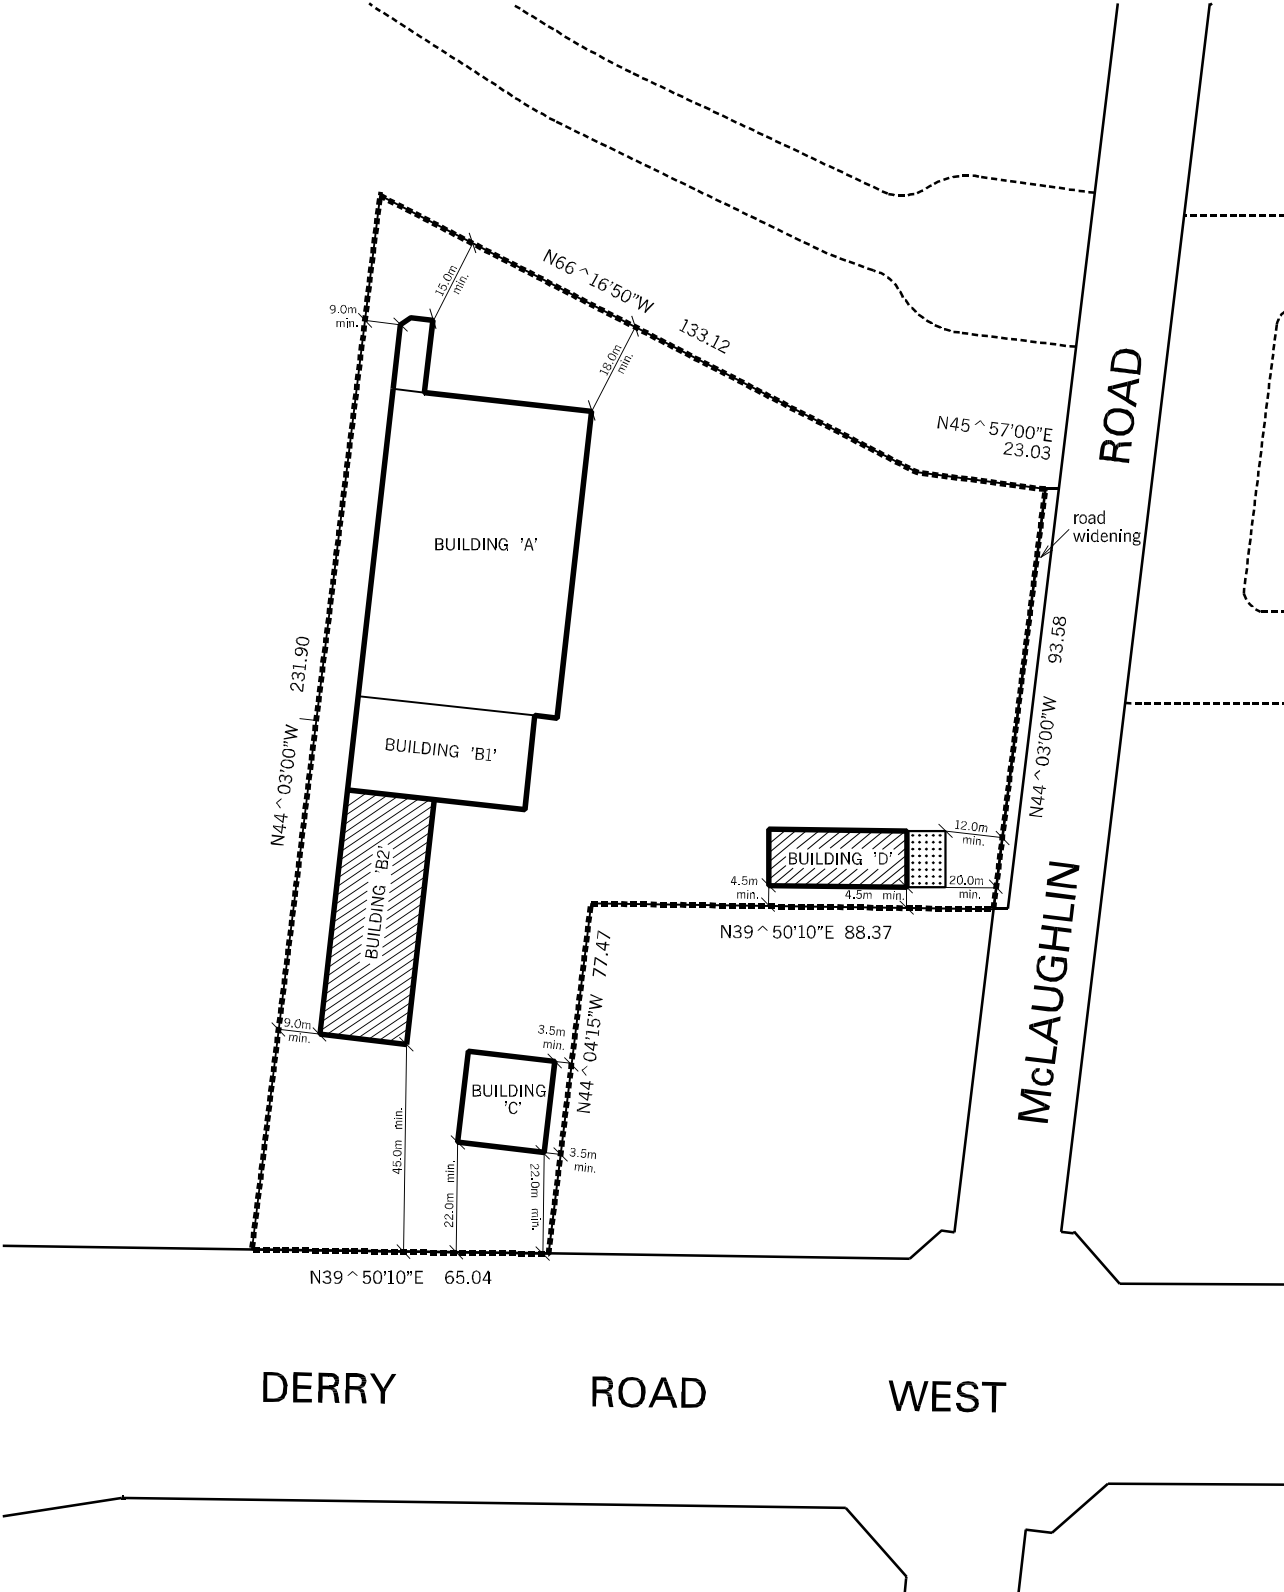 N66^16'50"W 133.12
15.0m
min.
9.0m
min.
18.0m
min.
N45^57'00"E
23.03
ROAD
road
widening
BUILDING 'A'
N44^03'00"W 231.90
N44^03'00"W 93.58
BUILDING 'B1'
BUILDING 'B2'
BUILDING 'D'
12.0m
min.
4.5m
min.
4.5m min.
20.0m
min.
N39^50'10"E 88.37
N44^04'15"W 77.47
McLAUGHLIN
9.0m
min.
3.5m
min.
BUILDING
'C'
45.0m min.
22.0m min.
22.0m min.
3.5m
min.
N39^50'10"E 65.04
DERRY ROAD WEST